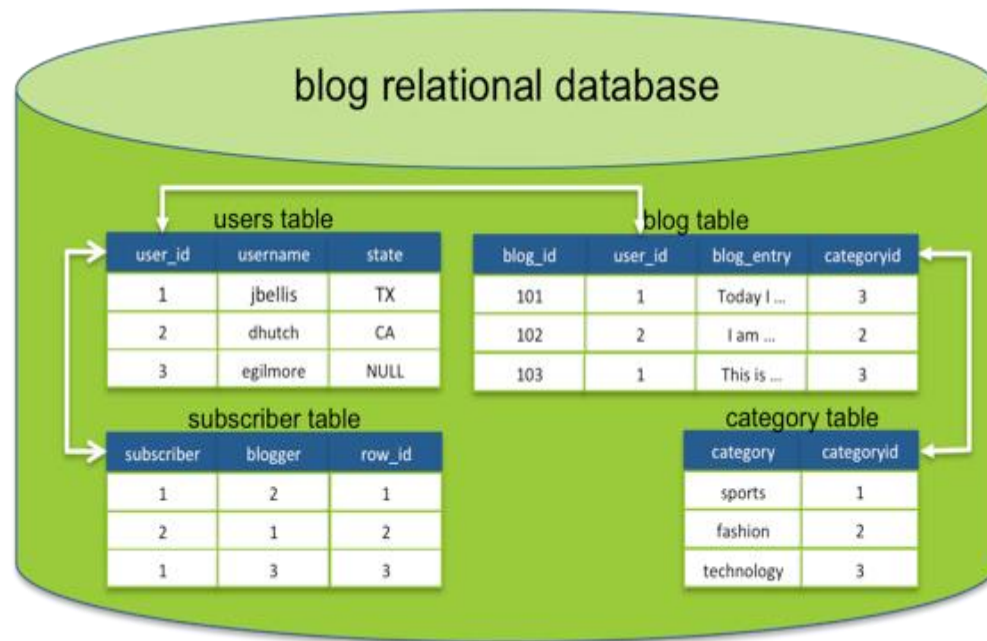 blog relational database
users table
user_id username state
1 jbellis TX
2 dhutch CA
3 egilmore NULL
blog table
blog_id user_id blog_entry categoryid
101 1 Today I ... 3
102 2 I am ... 2
103 1 This is ... 3
subscriber table
subscriber blogger row_id
1 2 1
2 1 2
1 3 3
category table
category categoryid
sports 1
fashion 2
technology 3